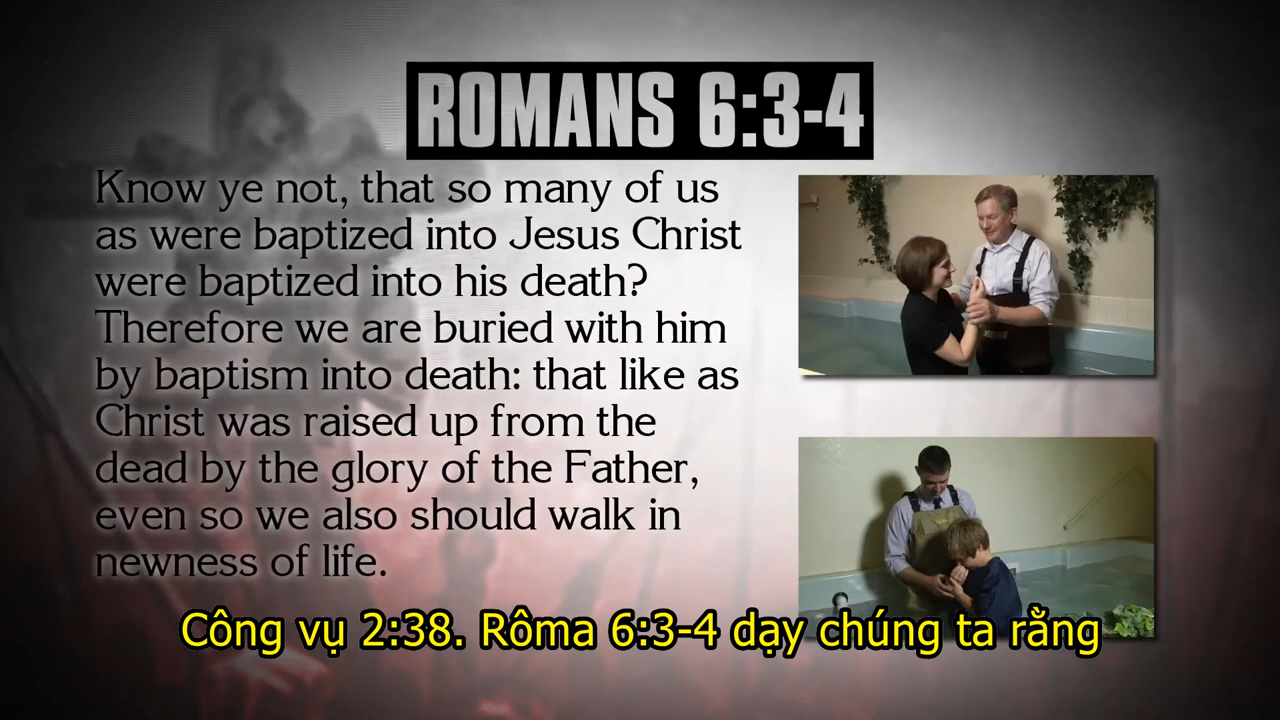 ROMANS 6:3-4
Know ye not, that so many of us
as were baptized into Jesus Christ
were baptized into his death?
Therefore we are buried with him
by baptism into death: that like as
Christ was raised up from the
dead by the glory of the Father,
even so we also should walk in
newness of life.
Công vụ 2:38. Rôma 6:3-4 dạy chúng ta rằng